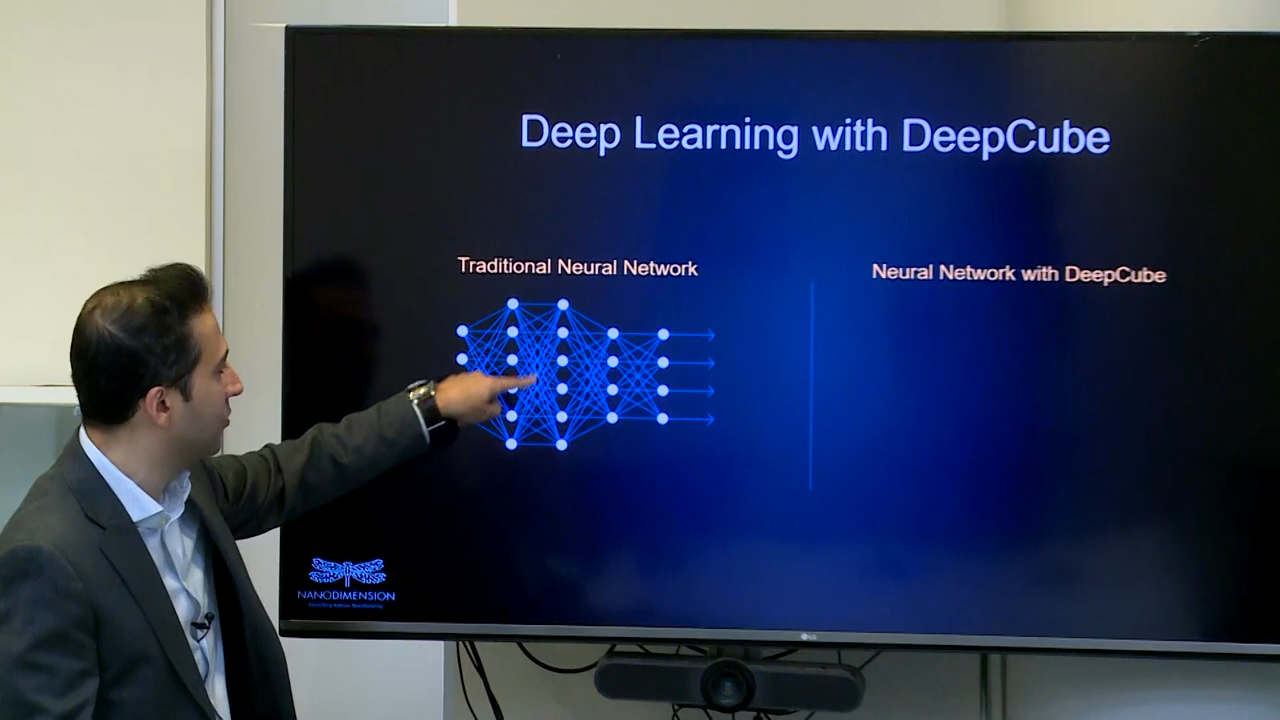 Deep Learning with DeepCube
Traditional Neural Network
Neural Network with DeepCube
NANODIMENSION
LG